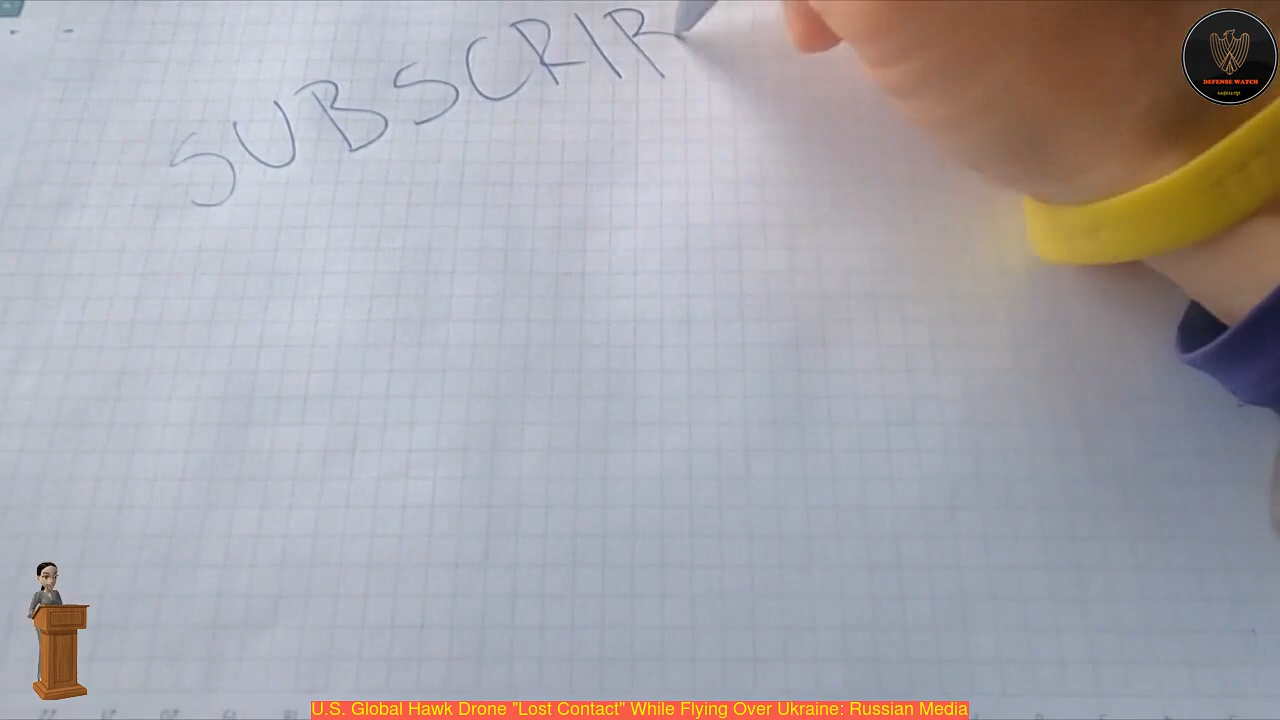 SUBSCRIB
DEFENSE WATCH
U.S. Global Hawk Drone "Lost Contact" While Flying Over Ukraine: Russian Media